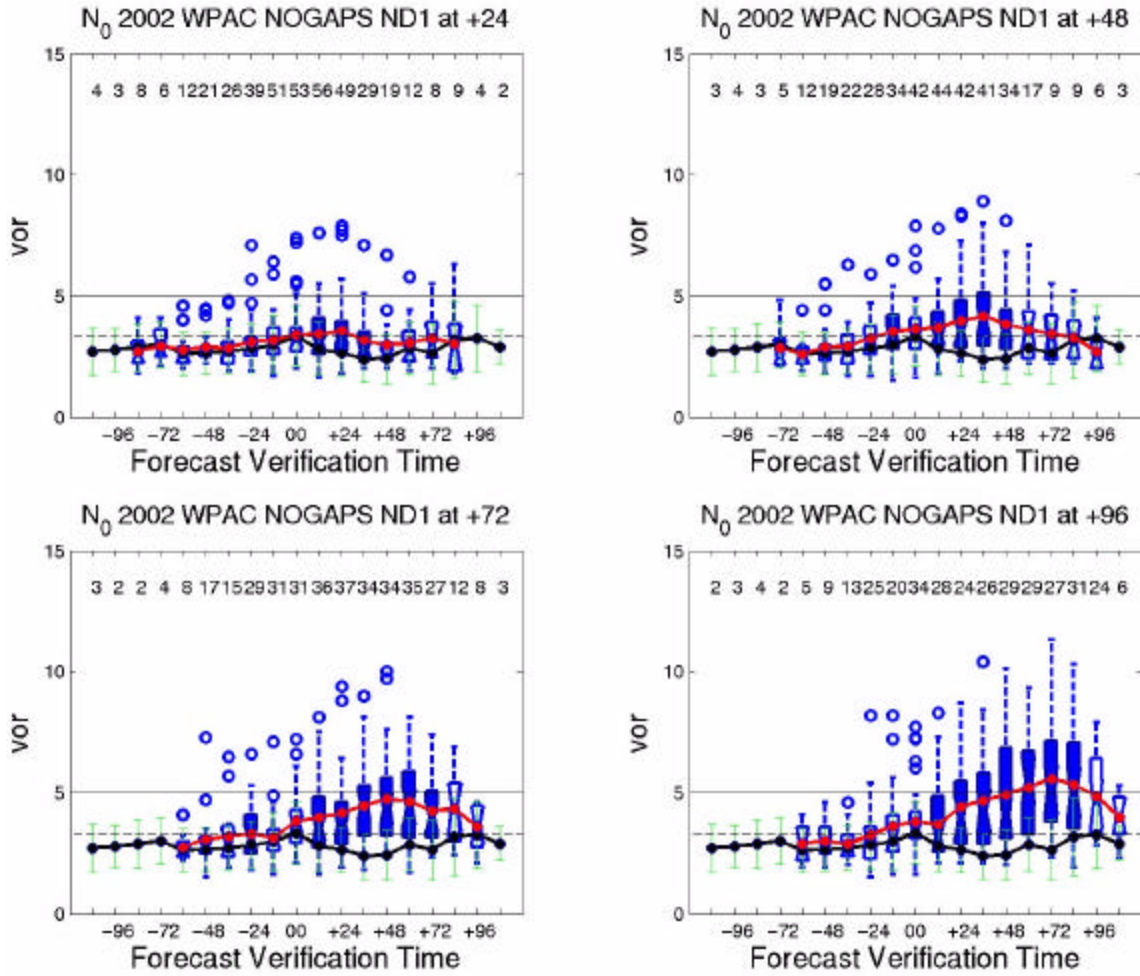 N0 2002 WPAC NOGAPS ND1 at +24
15
4 3 8 6 12 21 26 39 51 53 56 49 29 19 12 8 9 4 2
10
vor
5
0
-96 -72 -48 -24 00 +24 +48 +72 +96
Forecast Verification Time
N0 2002 WPAC NOGAPS ND1 at +48
15
3 4 3 5 12 19 22 28 34 42 44 42 41 34 17 9 9 6 3
10
vor
5
0
-96 -72 -48 -24 00 +24 +48 +72 +96
Forecast Verification Time
N0 2002 WPAC NOGAPS ND1 at +72
15
3 2 2 4 8 17 15 29 31 31 36 37 34 34 35 27 12 8 3
10
vor
5
0
-96 -72 -48 -24 00 +24 +48 +72 +96
Forecast Verification Time
N0 2002 WPAC NOGAPS ND1 at +96
15
2 3 4 2 5 9 13 25 20 34 28 24 26 29 29 27 31 24 6
10
vor
5
0
-96 -72 -48 -24 00 +24 +48 +72 +96
Forecast Verification Time